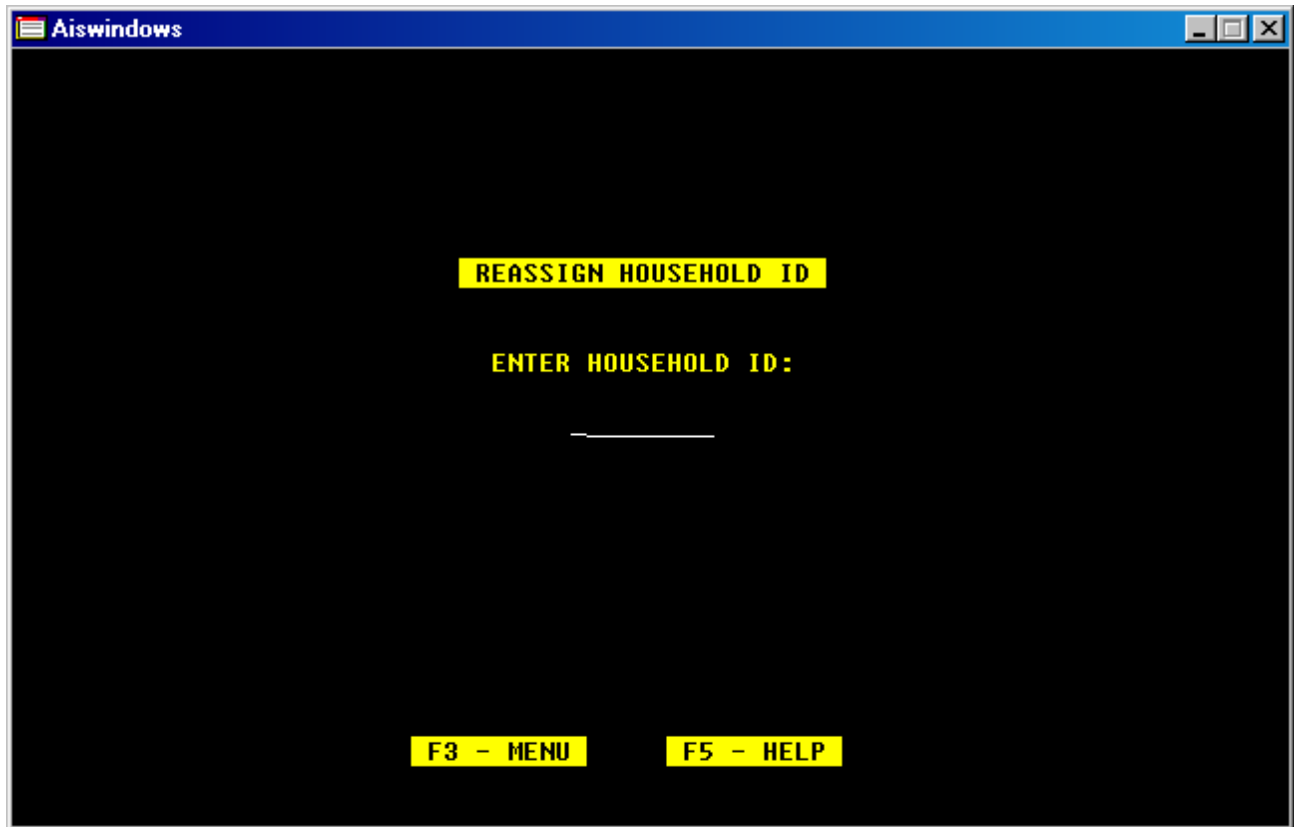 Aiswindows
REASSIGN HOUSEHOLD ID
ENTER HOUSEHOLD ID:
F3 - MENU F5 - HELP